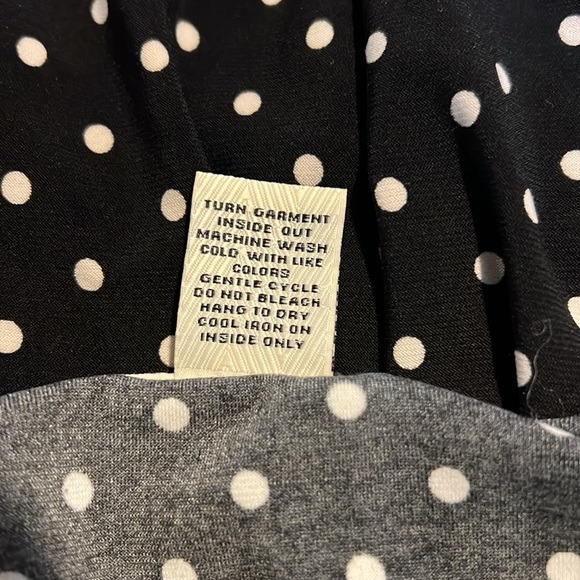 TURN GARMENT
INSIDE OUT
MACHINE WASH
COLD WITH LIKE
COLORS
GENTLE CYCLE
DO NOT BLEACH
HANG TO DRY
COOL IRON ON
INSIDE ONLY